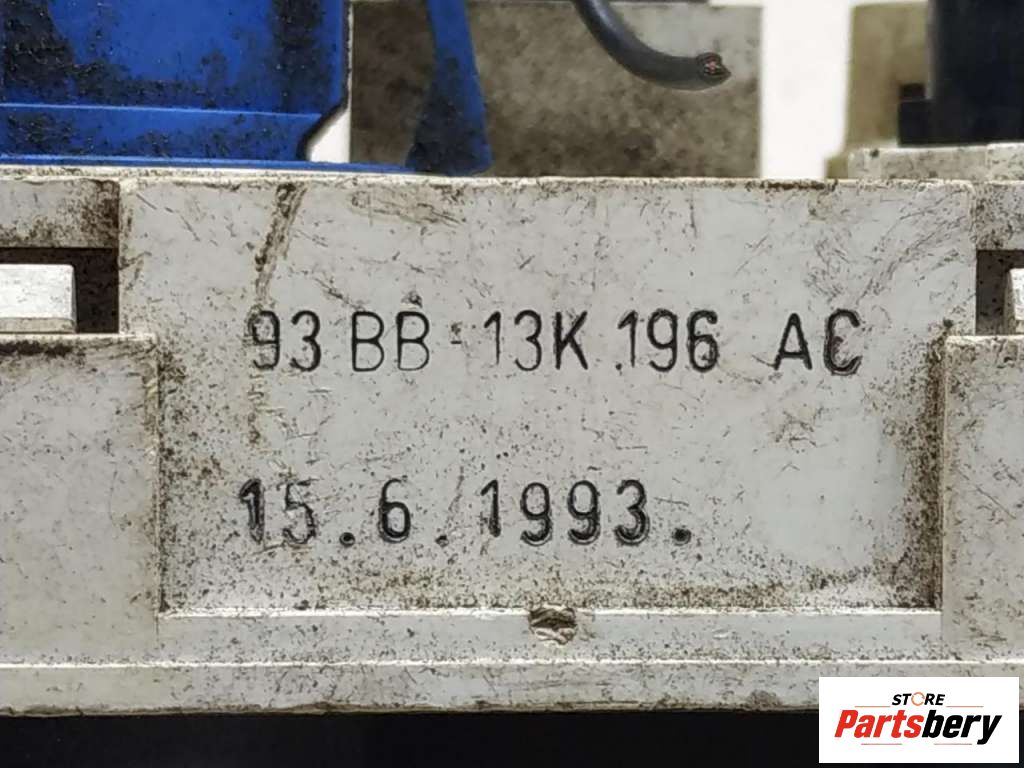 93 BB-13K.196 AC
15.6.1993.
STORE
Partsbery